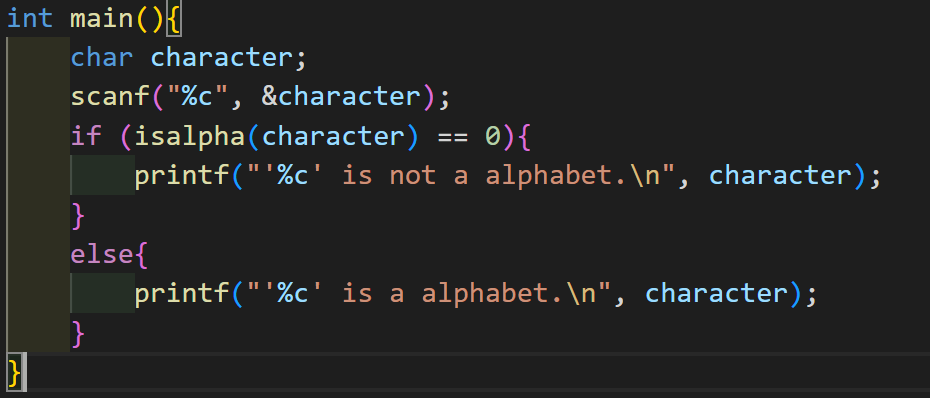 int main(){
    char character;
    scanf("%c", &character);
    if (isalpha(character) == 0){
        printf("'%c' is not a alphabet.\n", character);
    }
    else{
        printf("'%c' is a alphabet.\n", character);
    }
}